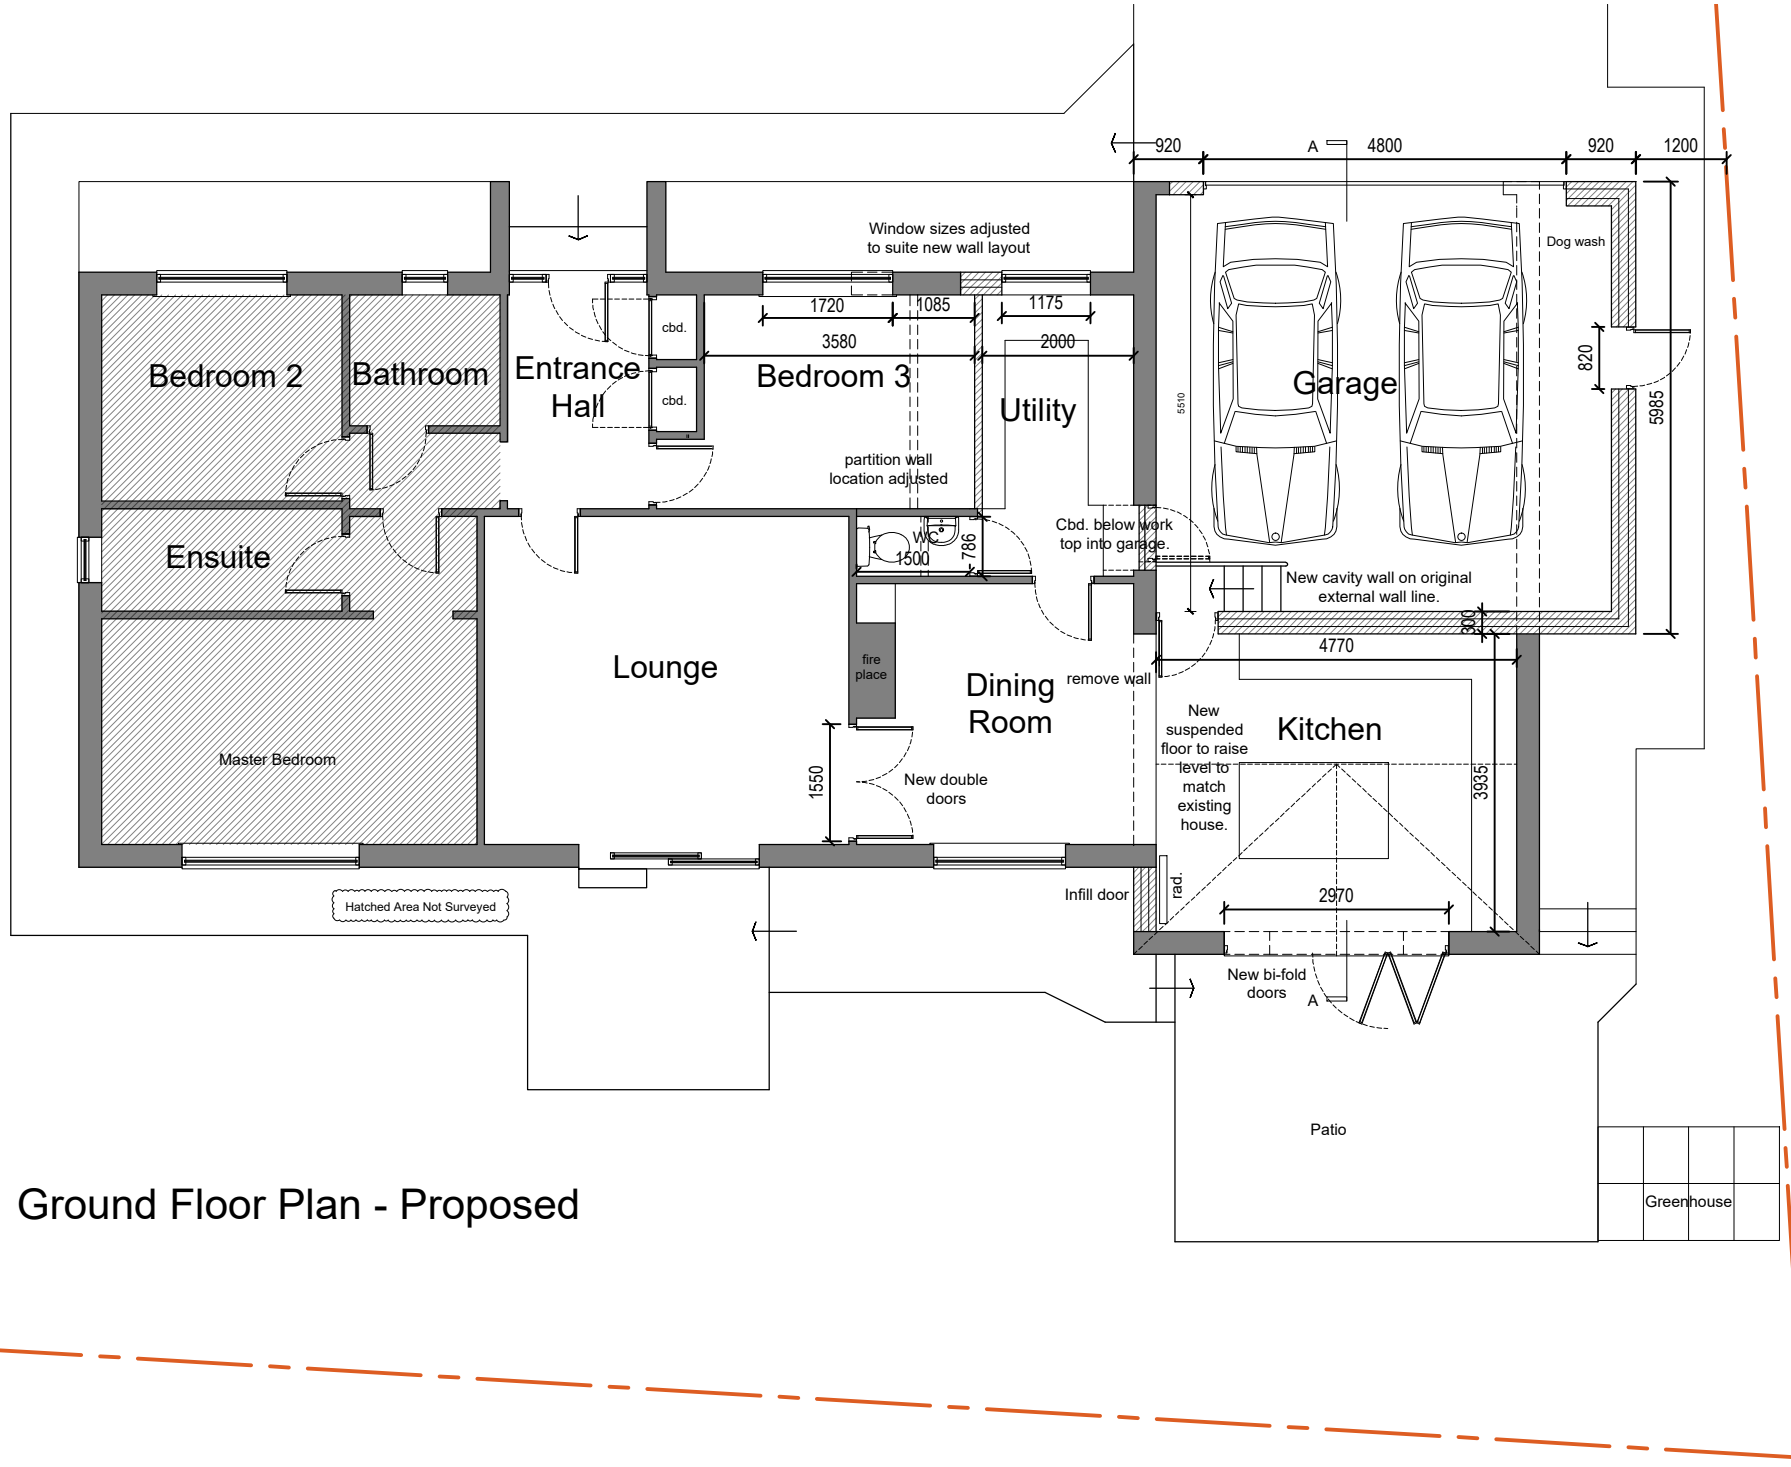 920
A
4800
920
1200
Window sizes adjusted
to suite new wall layout
Dog wash
1720
1085
1175
cbd.
3580
2000
820
Bedroom 2
Bathroom
Entrance
Hall
Bedroom 3
Garage
cbd.
Utility
5510
5985
partition wall
location adjusted
Cbd. below work
top into garage.
WC
1500
786
Ensuite
New cavity wall on original
external wall line.
300
4770
Lounge
fire
place
Dining
Room
remove wall
New
suspended
floor to raise
level to
match
existing
house.
Kitchen
Master Bedroom
1550
New double
doors
3935
Hatched Area Not Surveyed
Infill door
rad.
2970
New bi-fold
doors
A
Patio
Ground Floor Plan - Proposed
Greenhouse